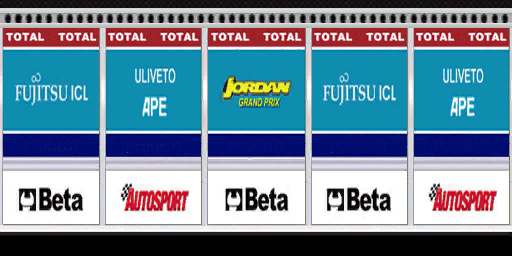 TOTAL TOTAL TOTAL TOTAL TOTAL TOTAL TOTAL TOTAL TOTAL TOTAL
FUJITSU ICL
ULIVETO
APE
JORDAN
GRAND PRIX
FUJITSU ICL
ULIVETO
APE
Beta
AUTOSPORT
Beta
Beta
AUTOSPORT